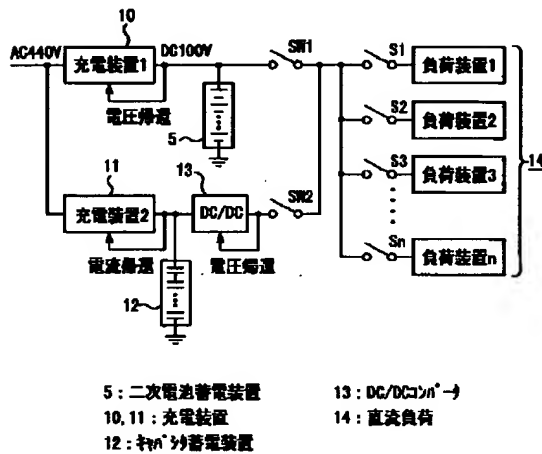 10
AC440V
充電装置1
DC100V
SW1
S1
負荷装置1
電圧帰還
5
S2
負荷装置2
11
13
S3
負荷装置3
14
充電装置2
DC/DC
SW2
電流帰還
電圧帰還
Sn
負荷装置n
12
5:二次電池蓄電装置
13:DC/DCコンバータ
10,11:充電装置
14:直流負荷
12:キャパシタ蓄電装置